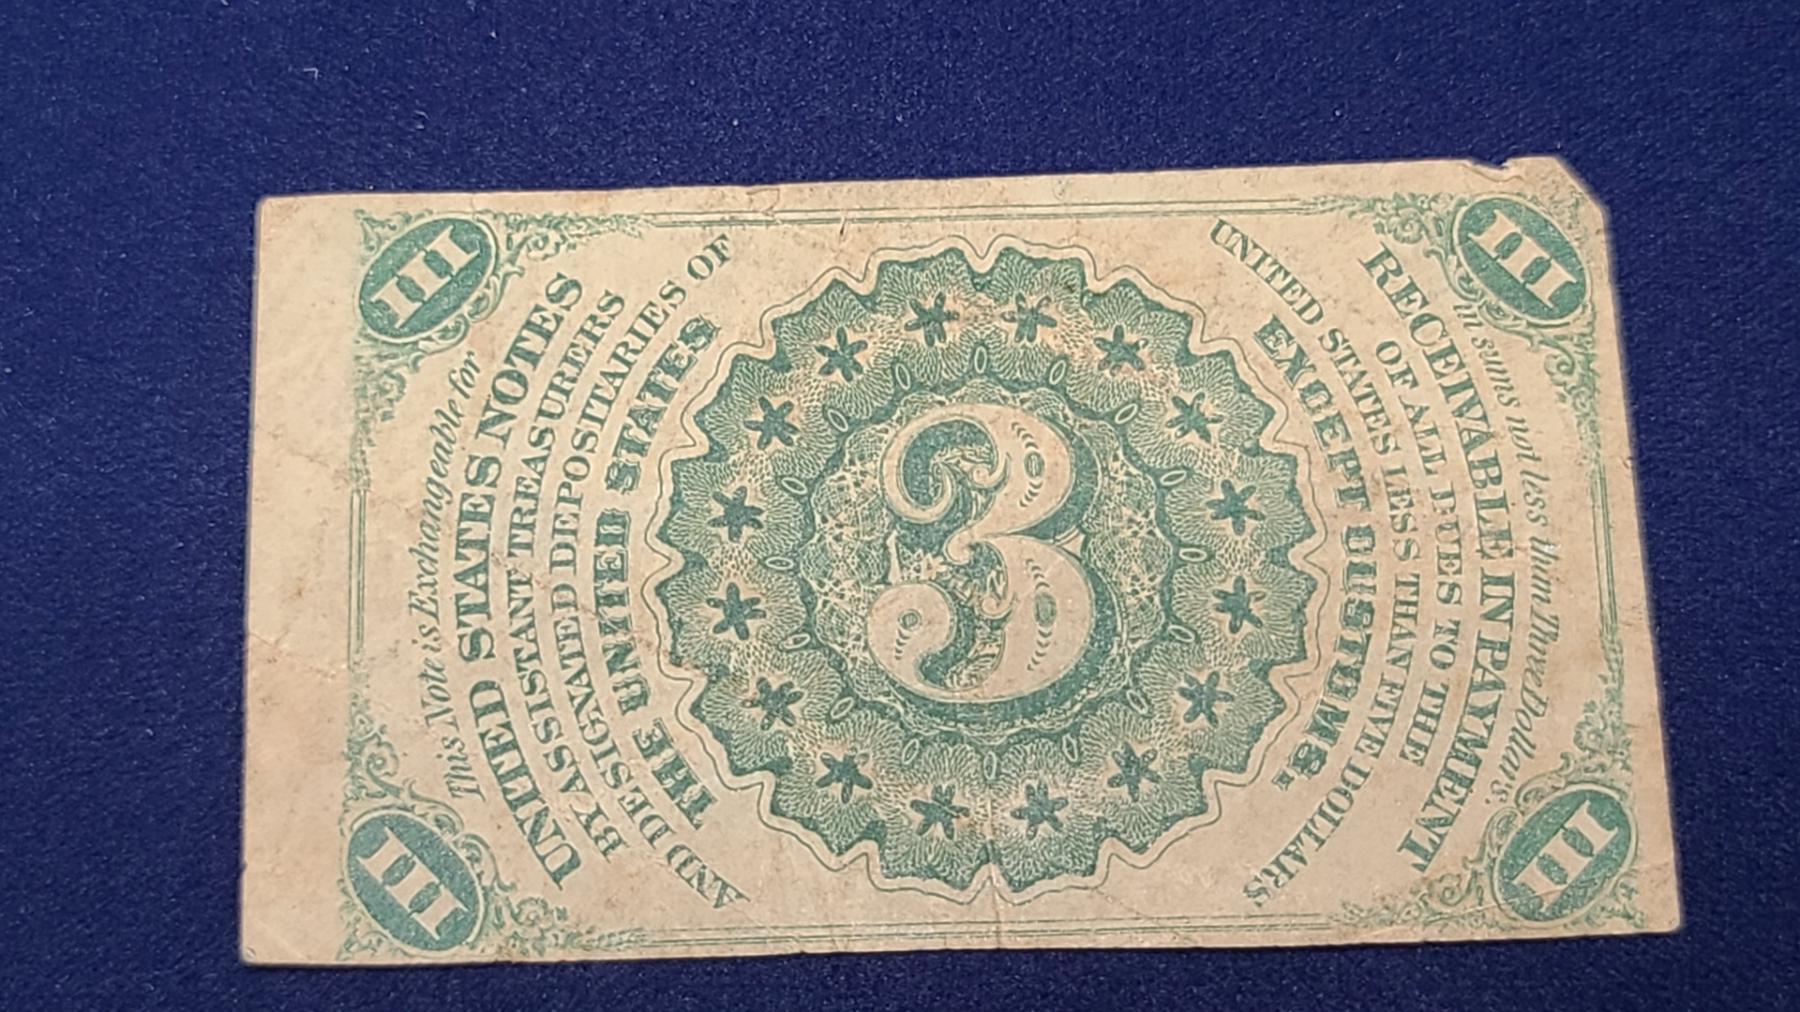 III
III
This Note is Exchangeable for
UNITED STATES NOTES
BY ASSISTANT TREASURERS
AND DESIGNATED DEPOSITARIES OF
THE UNITED STATES
3
UNITED STATES LESS THAN FIVE DOLLARS
EXCEPT CUSTOMS.
OF ALL DUES TO THE
RECEIVABLE IN PAYMENT
in sums not less than Three Dollars.
III
III